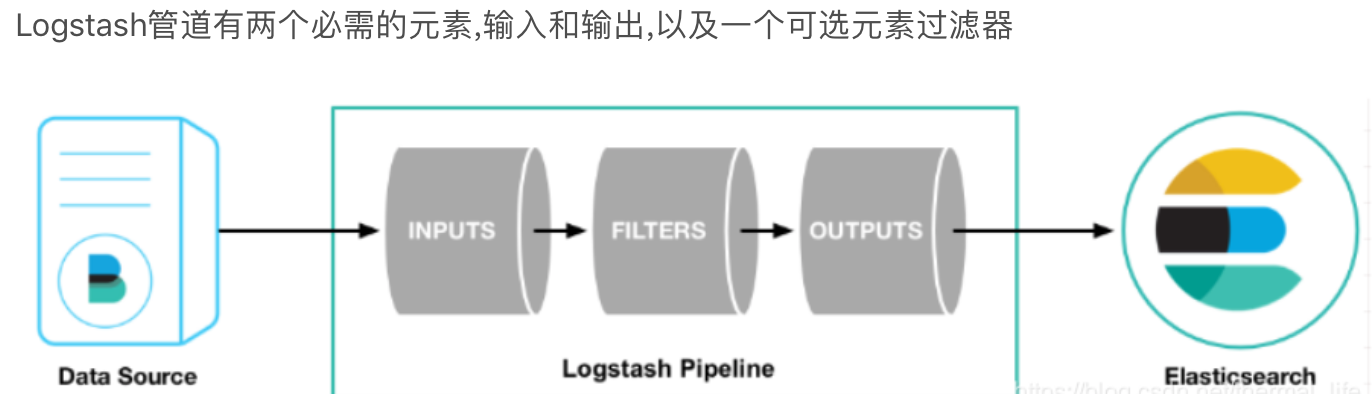 Logstash管道有两个必需的元素,输入和输出,以及一个可选元素过滤器
INPUTS
FILTERS
OUTPUTS
Data Source
Logstash Pipeline
Elasticsearch